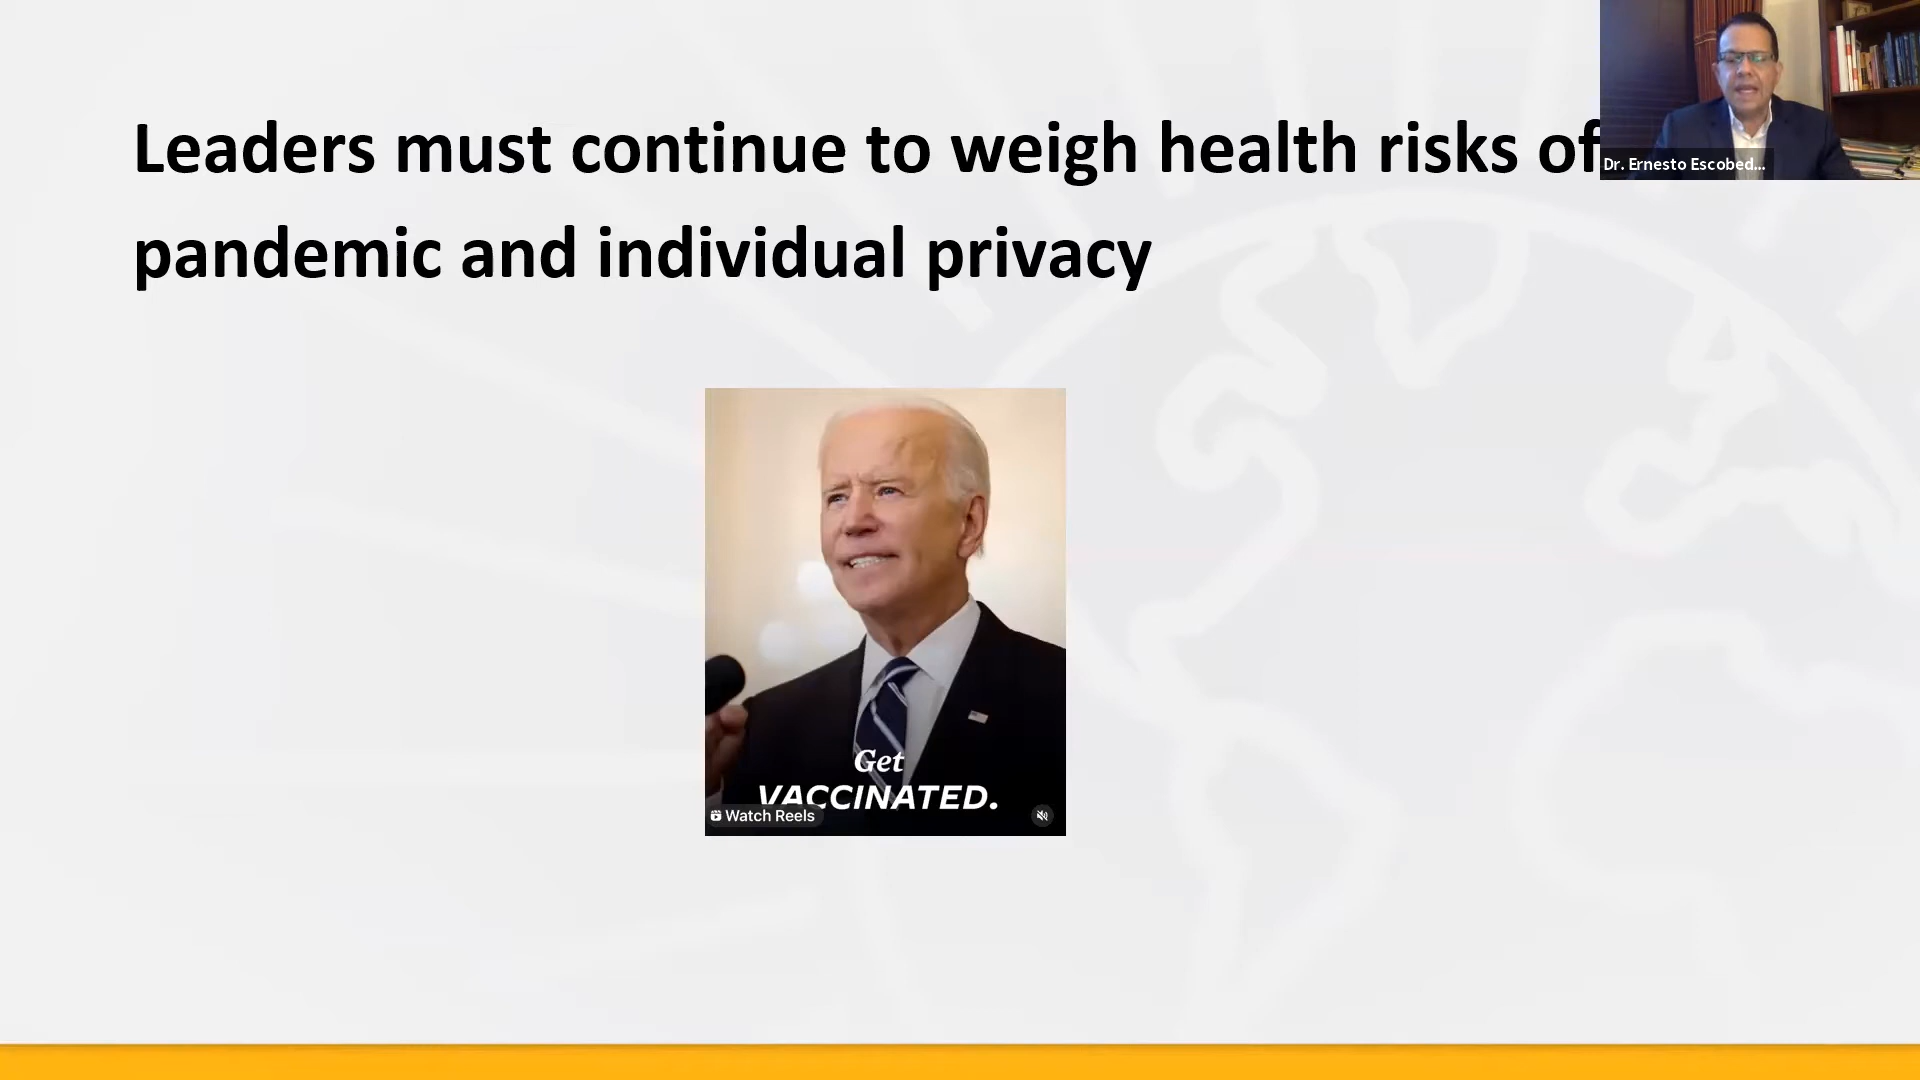 Leaders must continue to weigh health risks of
pandemic and individual privacy
Dr. Ernesto Escobed...
Get
VACCINATED.
Watch Reels